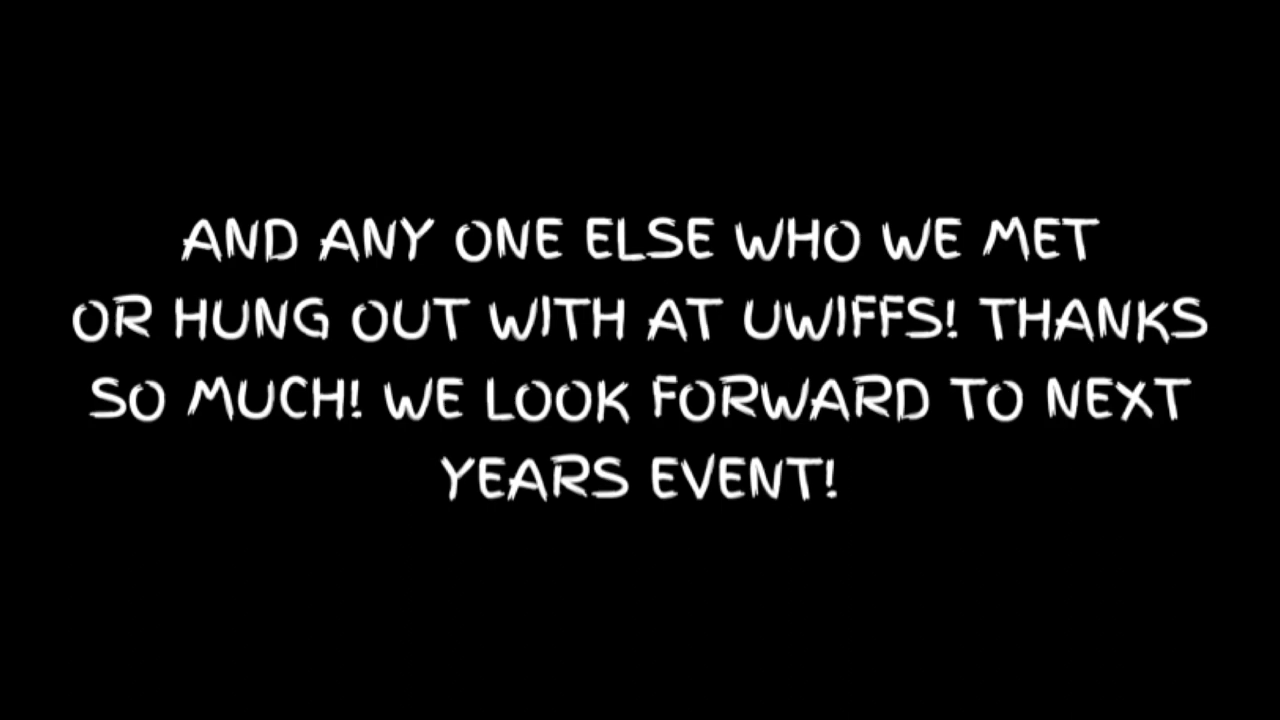 AND ANY ONE ELSE WHO WE MET
OR HUNG OUT WITH AT UWIFFS! THANKS
SO MUCH! WE LOOK FORWARD TO NEXT
YEARS EVENT!